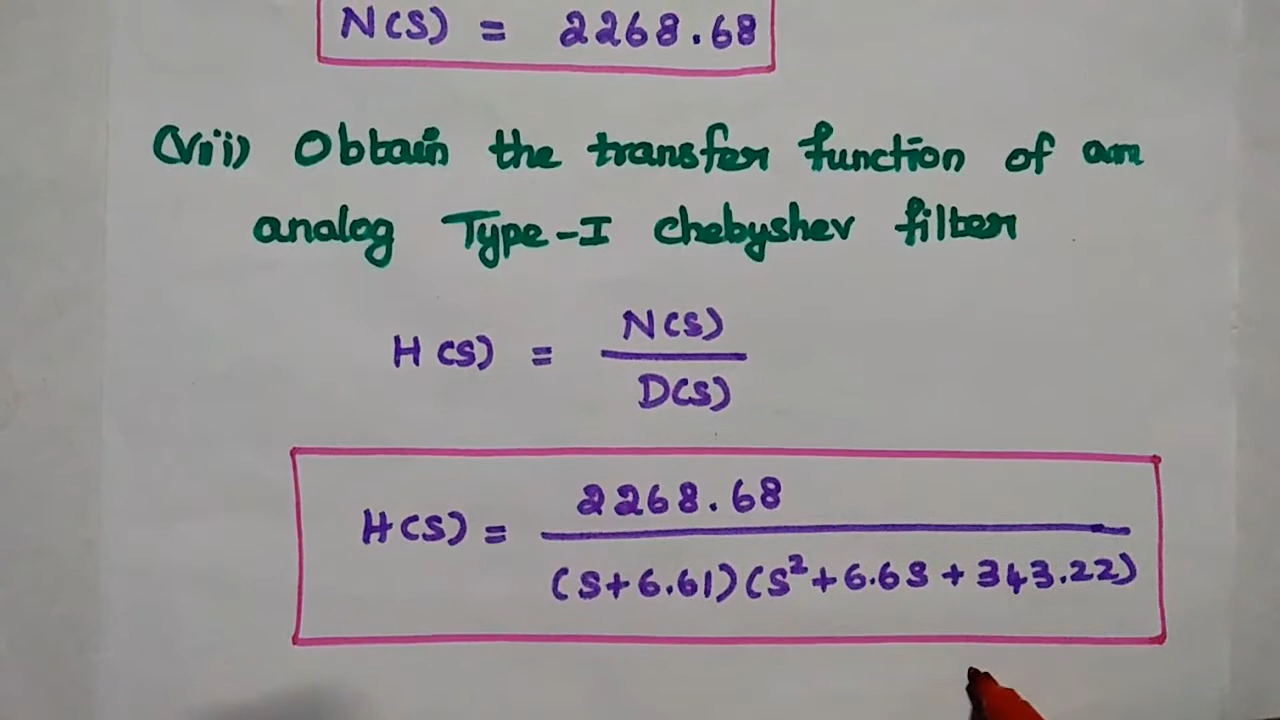 N(S) = 2268.68
(vii) Obtain the transfer function of an
analog Type-I chebyshev filter
H(S) = N(S)
D(S)
H(S) = 2268.68
(S+6.61)(S²+6.6S+343.22)